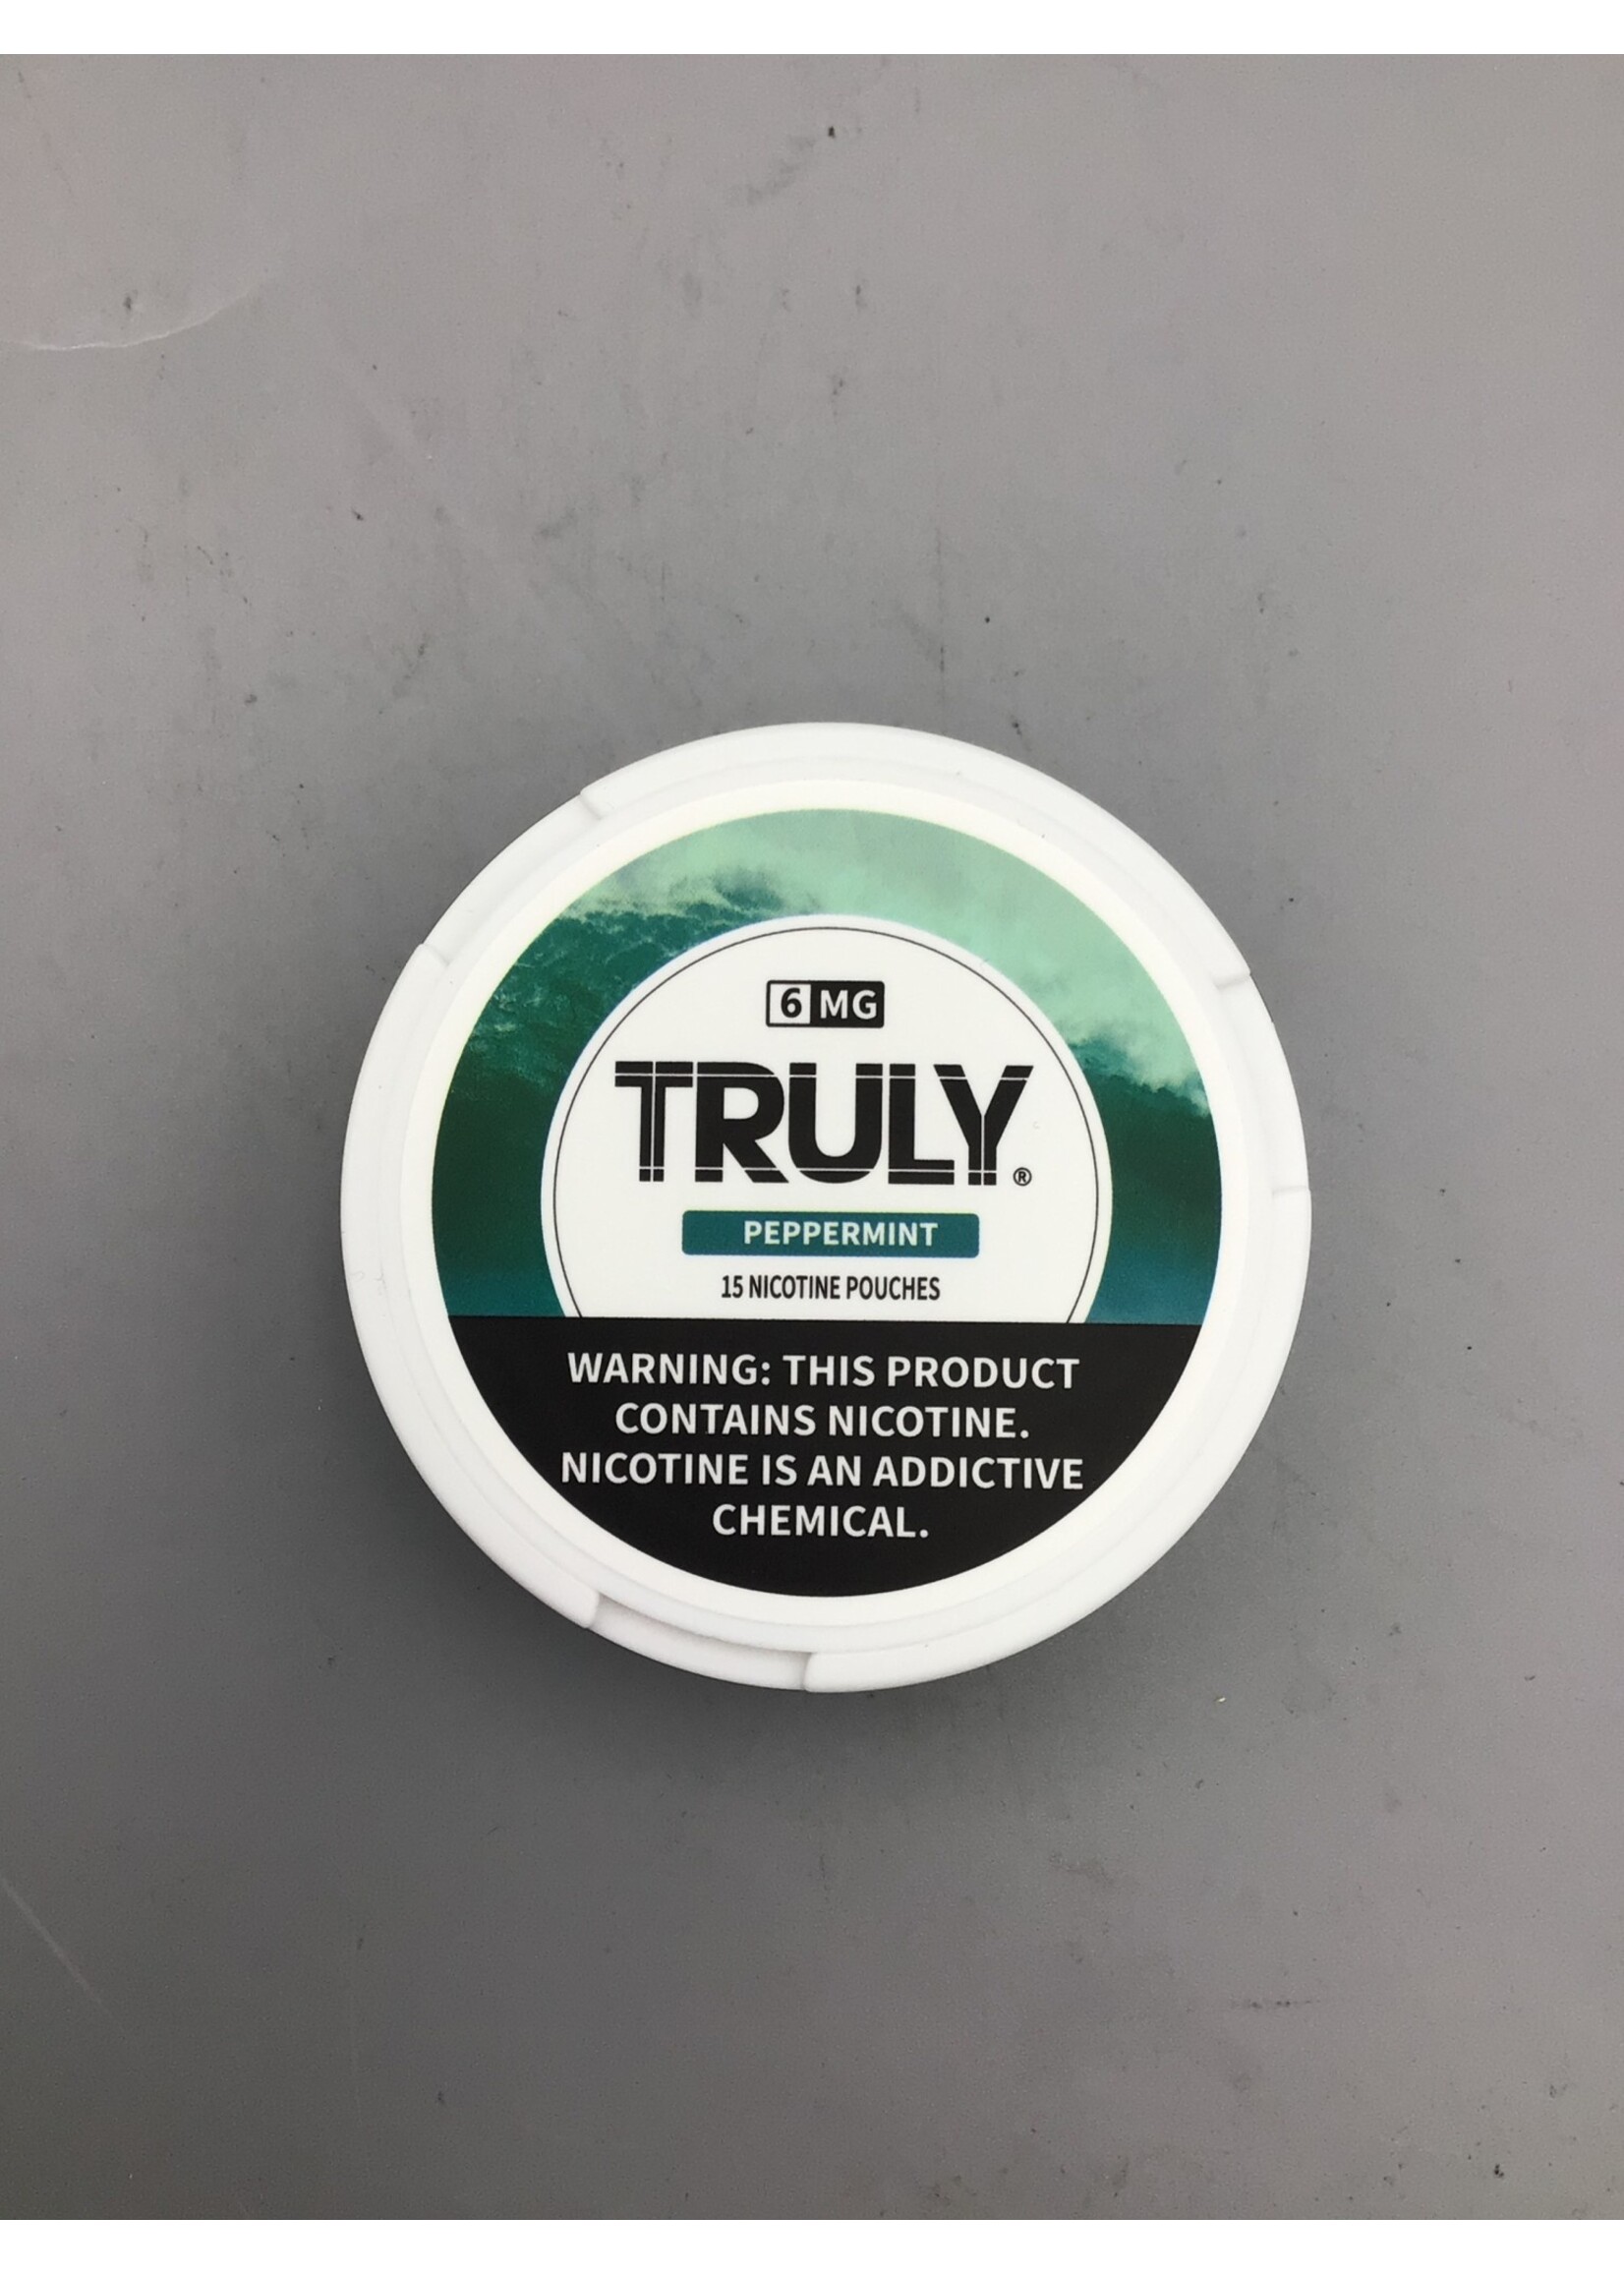 6 MG
TRULY®
PEPPERMINT
15 NICOTINE POUCHES
WARNING: THIS PRODUCT
CONTAINS NICOTINE.
NICOTINE IS AN ADDICTIVE
CHEMICAL.